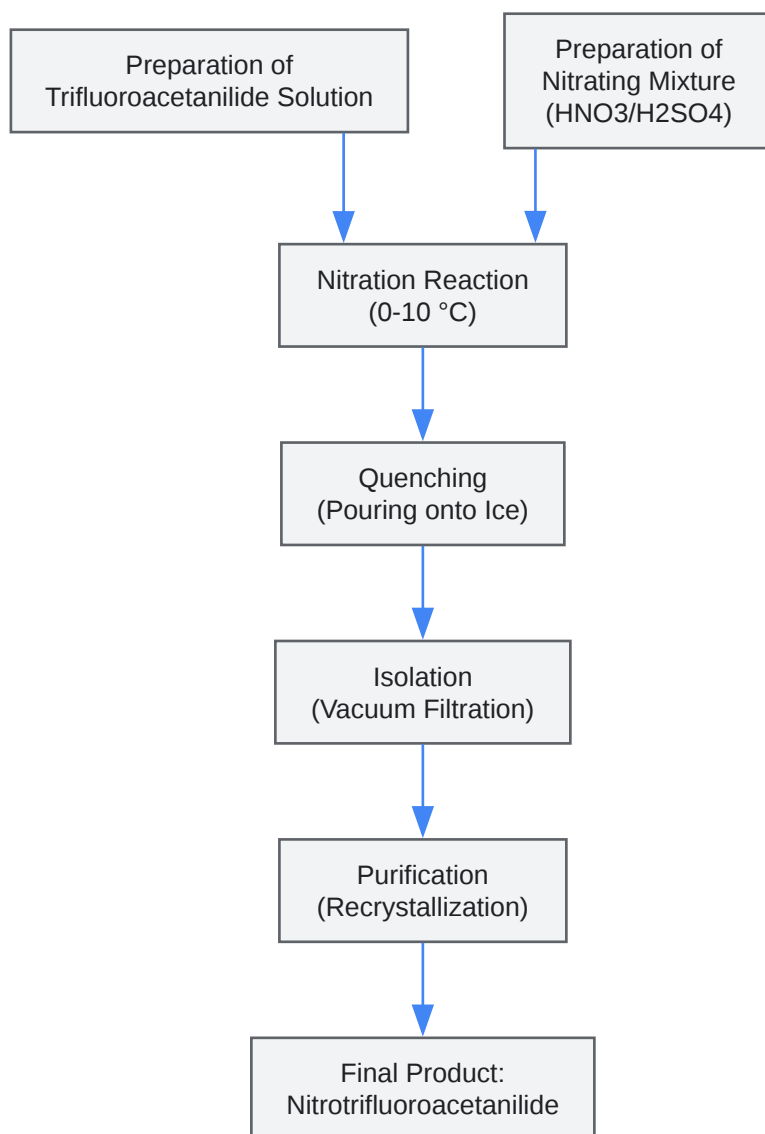 Preparation of
Trifluoroacetanilide Solution
Preparation of
Nitrating Mixture
(HNO3/H2SO4)
Nitration Reaction
(0-10 °C)
Quenching
(Pouring onto Ice)
Isolation
(Vacuum Filtration)
Purification
(Recrystallization)
Final Product:
Nitrotrifluoroacetanilide